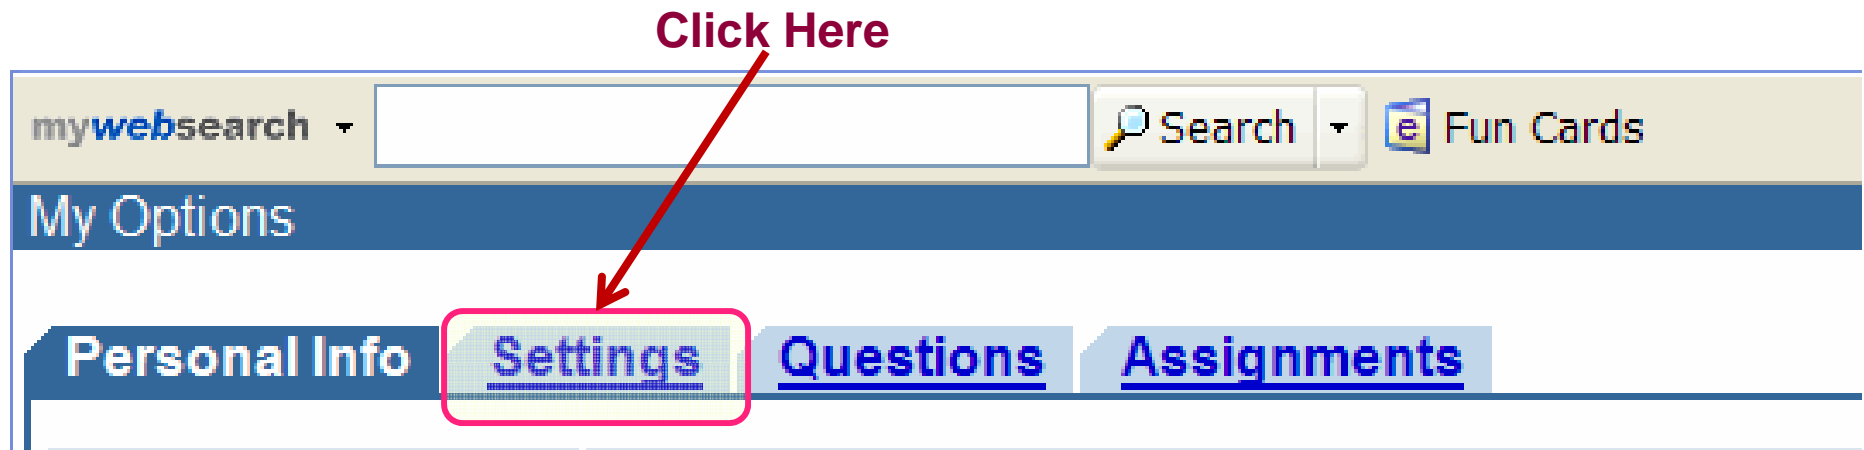 Click Here
mywebsearch Search Fun Cards
My Options
Personal Info Settings Questions Assignments